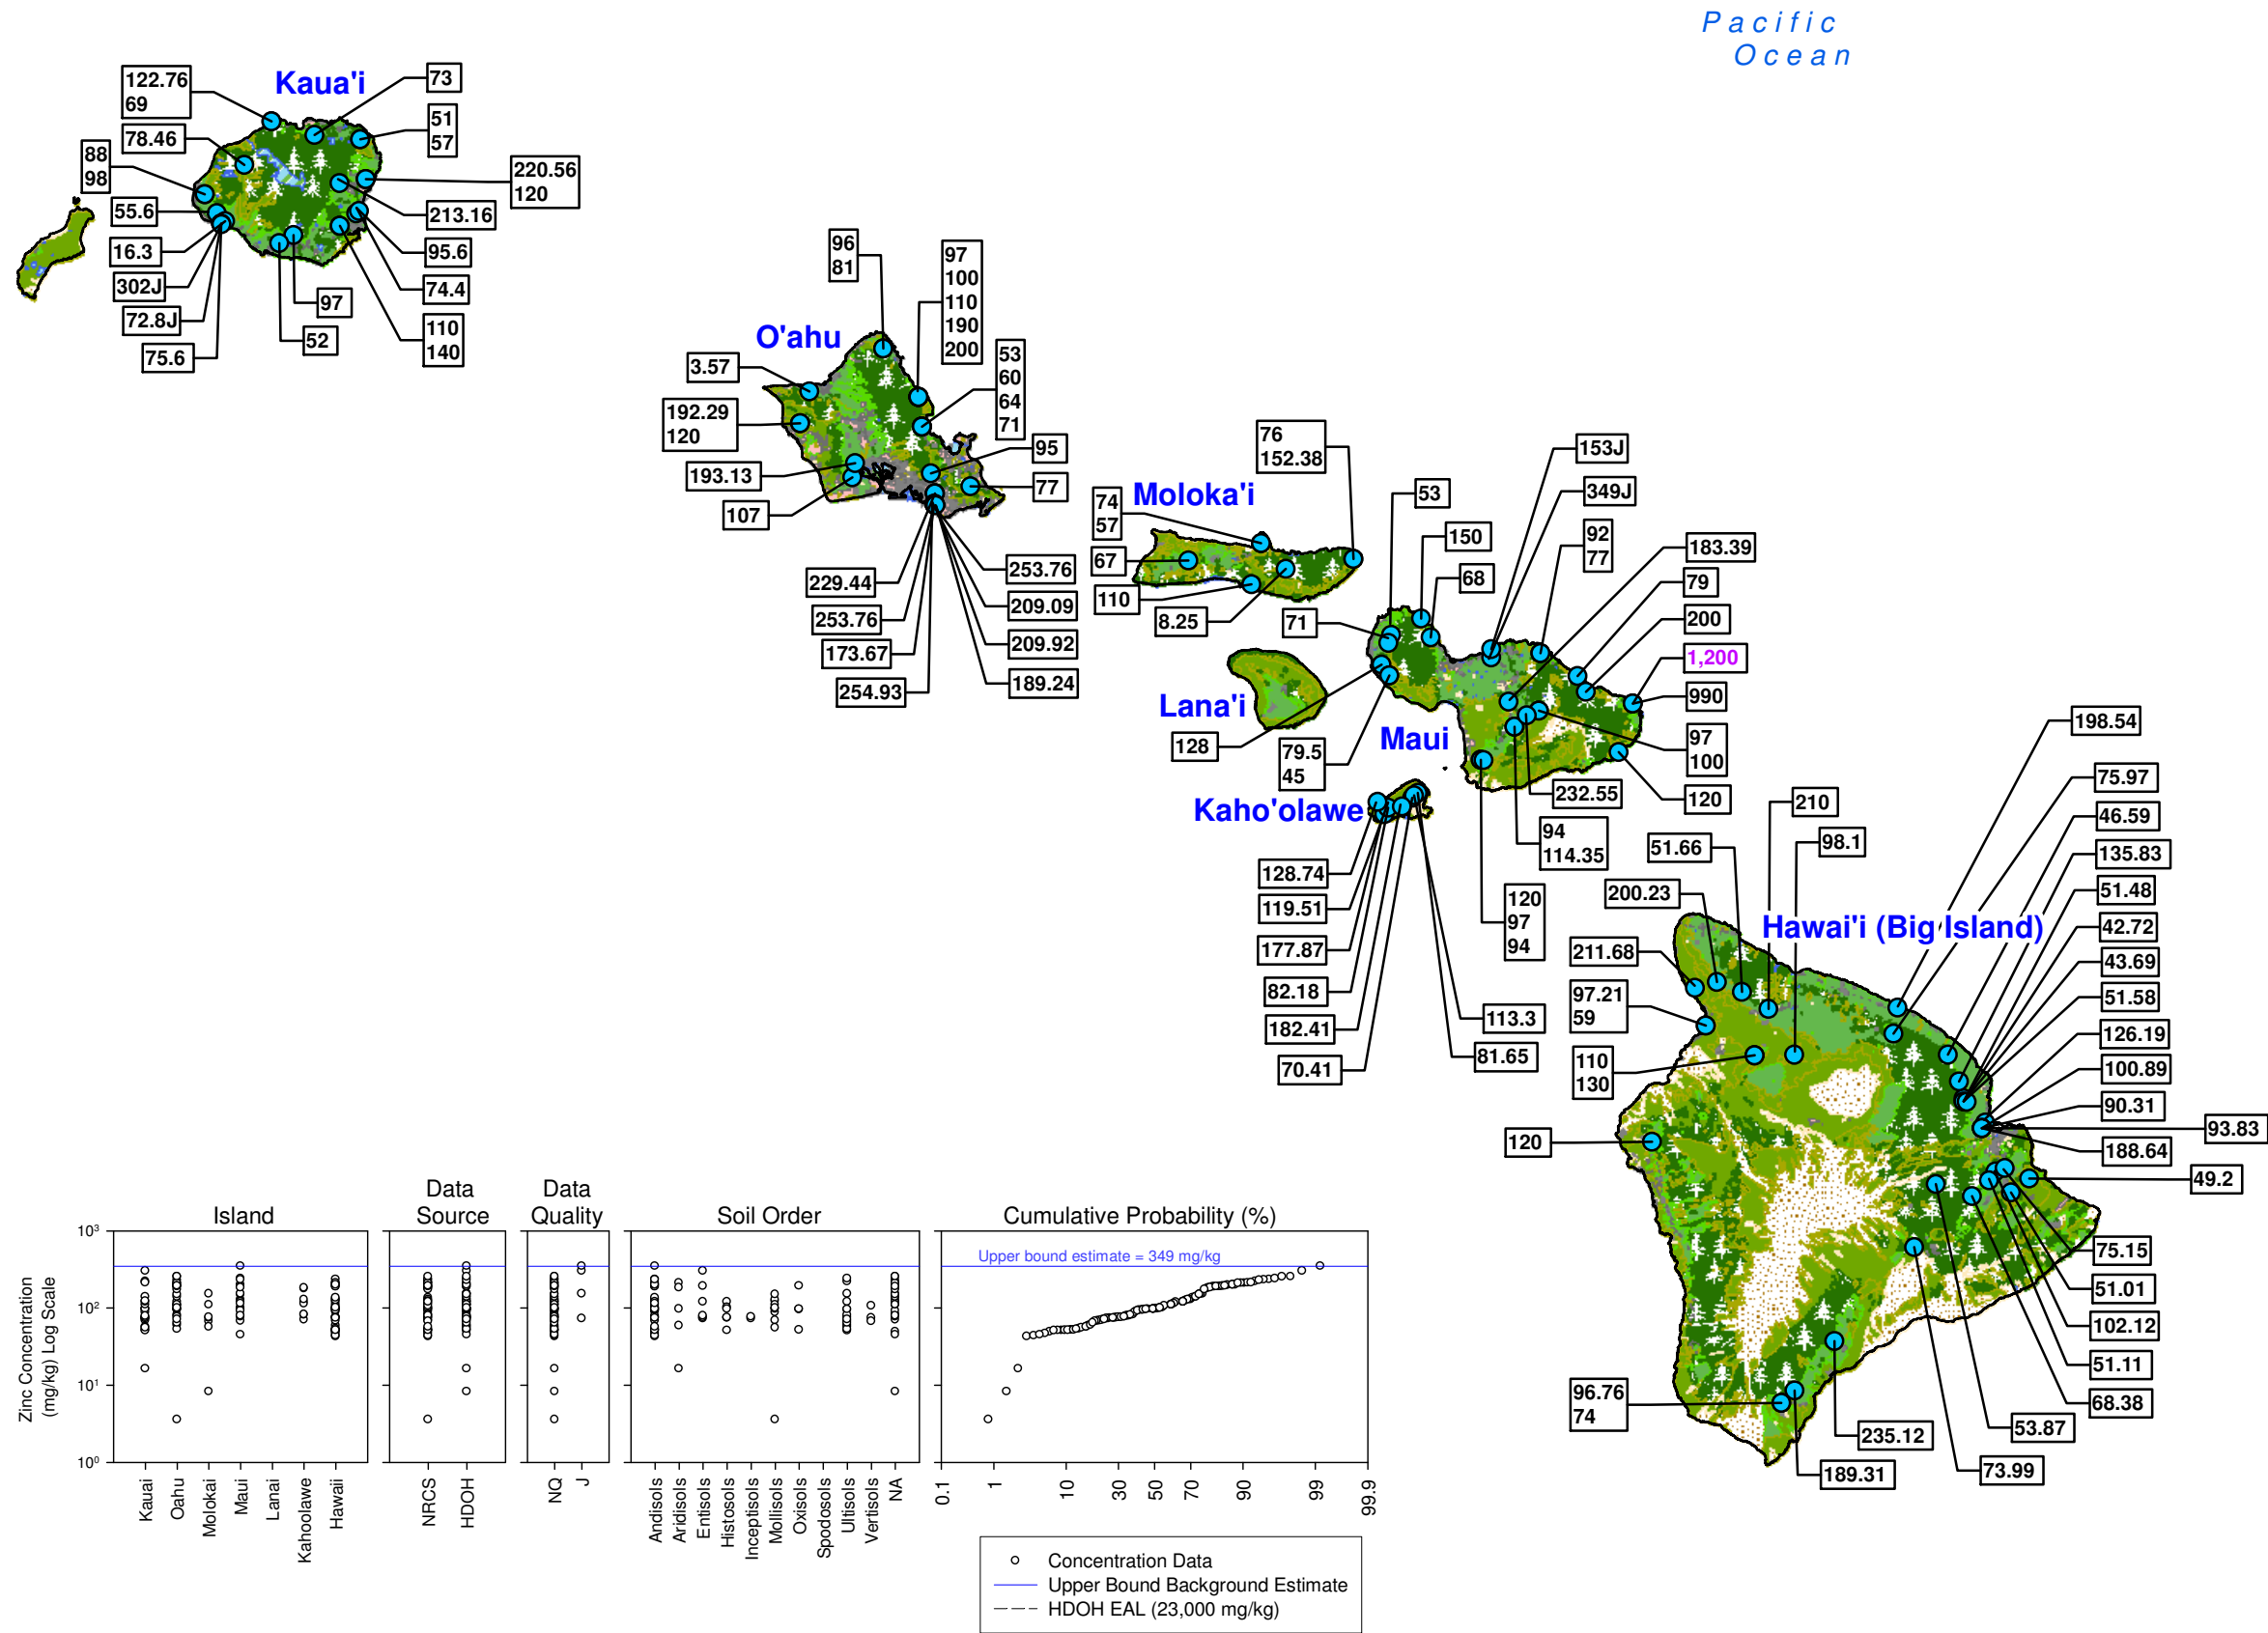 Pacific
Ocean
Kaua'i
122.76
69
73
78.46
51
57
88
98
220.56
120
55.6
213.16
16.3
95.6
302J
74.4
72.8J
97
110
140
75.6
52
O'ahu
96
81
97
100
110
190
200
3.57
53
60
64
71
192.29
120
95
193.13
77
107
229.44
253.76
253.76
209.09
173.67
209.92
254.93
189.24
Moloka'i
76
152.38
74
57
67
110
8.25
Lana'i
Maui
53
150
68
71
153J
349J
92
77
183.39
79
200
1,200
990
97
100
120
128
79.5
45
232.55
94
114.35
120
97
94
Kaho'olawe
128.74
119.51
177.87
82.18
182.41
70.41
113.3
81.65
Hawai'i (Big Island)
198.54
75.97
46.59
135.83
51.48
42.72
43.69
51.58
126.19
100.89
90.31
93.83
188.64
49.2
75.15
51.01
102.12
51.11
68.38
53.87
73.99
235.12
189.31
96.76
74
120
110
130
97.21
59
211.68
200.23
51.66
210
98.1
Island
Data
Source
Data
Quality
Soil Order
Cumulative Probability (%)
Zinc Concentration
(mg/kg) Log Scale
10³
10²
10¹
10⁰
Upper bound estimate = 349 mg/kg
Kauai
Oahu
Molokai
Maui
Lanai
Kahoolawe
Hawaii
NRCS
HDOH
NQ
J
Andisols
Aridisols
Entisols
Histosols
Inceptisols
Mollisols
Oxisols
Spodosols
Ultisols
Vertisols
NA
0.1
1
10
30
50
70
90
99
99.9
Concentration Data
Upper Bound Background Estimate
HDOH EAL (23,000 mg/kg)